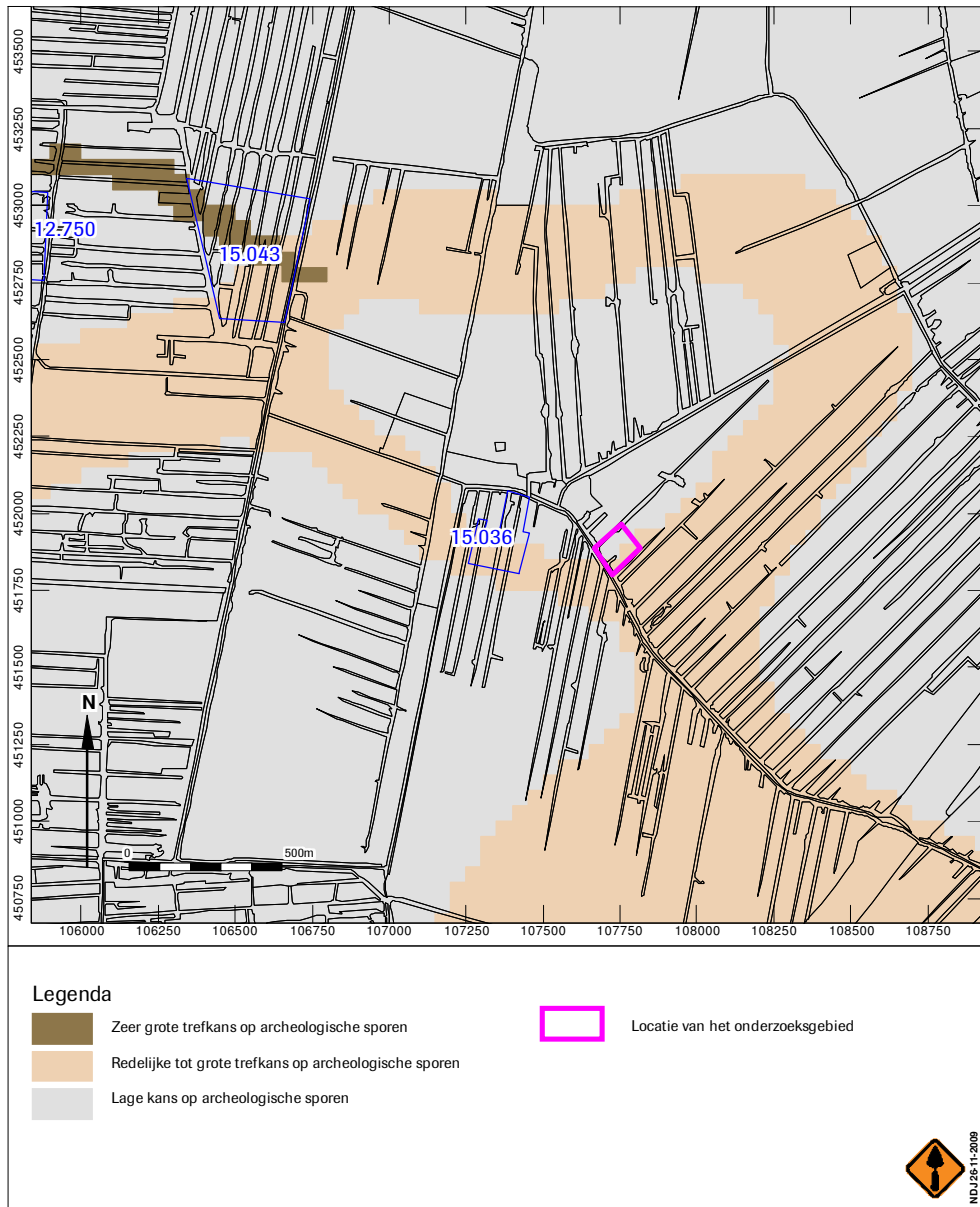 453500
453250
453000
452750
452500
452250
452000
451750
451500
451250
451000
450750
12.750
15.043
15.036
N
0 500m
106000 106250 106500 106750 107000 107250 107500 107750 108000 108250 108500 108750
Legenda
Zeer grote trefkans op archeologische sporen
Redelijke tot grote trefkans op archeologische sporen
Lage kans op archeologische sporen
Locatie van het onderzoeksgebied
NDJ 26-11-2009